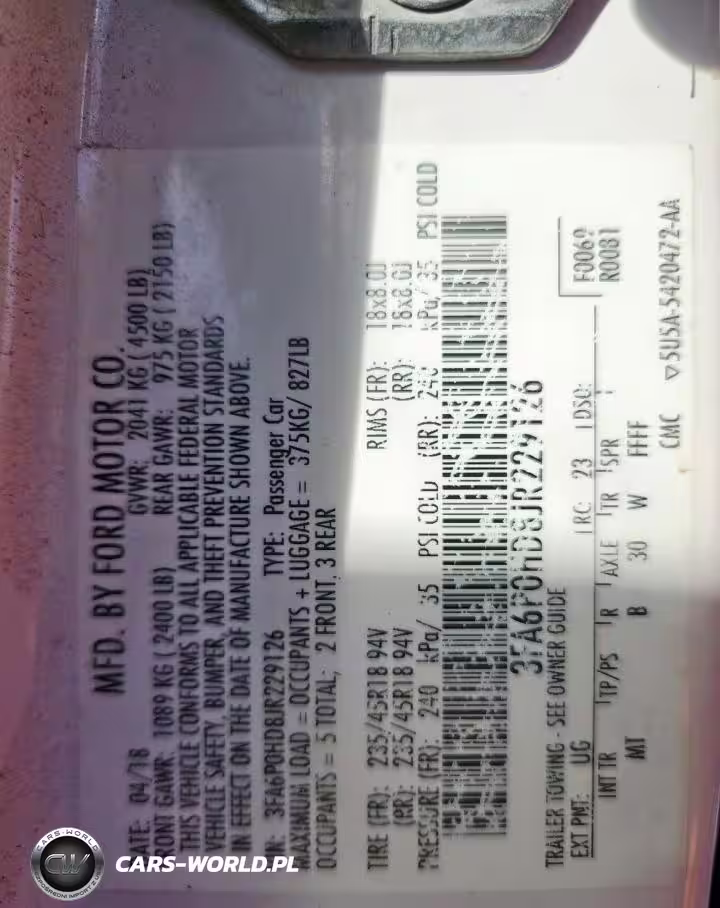 MFD. BY FORD MOTOR CO.
DATE: 04/18 GVWR: 2041 KG ( 4500 LB)
FRONT GAWR: 1089 KG ( 2400 LB) REAR GAWR: 975 KG ( 2150 LB)
THIS VEHICLE CONFORMS TO ALL APPLICABLE FEDERAL MOTOR
VEHICLE SAFETY, BUMPER, AND THEFT PREVENTION STANDARDS
IN EFFECT ON THE DATE OF MANUFACTURE SHOWN ABOVE.
VIN: 3FA6P0HD8JR229126 TYPE: Passenger Car
MAXIMUM LOAD = OCCUPANTS + LUGGAGE = 375KG/ 827LB
OCCUPANTS = 5 TOTAL, 2 FRONT, 3 REAR
TIRE (FR): 235/45R18 94V RIMS (FR): 18x8.0J
(RR): 235/45R18 94V (RR): 18x8.0J
PRESSURE (FR): 240 kPa/ 35 PSI COLD (RR): 240 kPa/ 35 PSI COLD
3FA6P0HD8JR229126
TRAILER TOWING - SEE OWNER GUIDE
EXT PNT: UG RC: 23 DSO: F0069
R0081
INT TR TP/PS R AXLE TR SPR
MT B 30 W FFFF
CMC ▽5U5A-5420472-AA
CARS-WORLD
CW
CARS-WORLD.PL